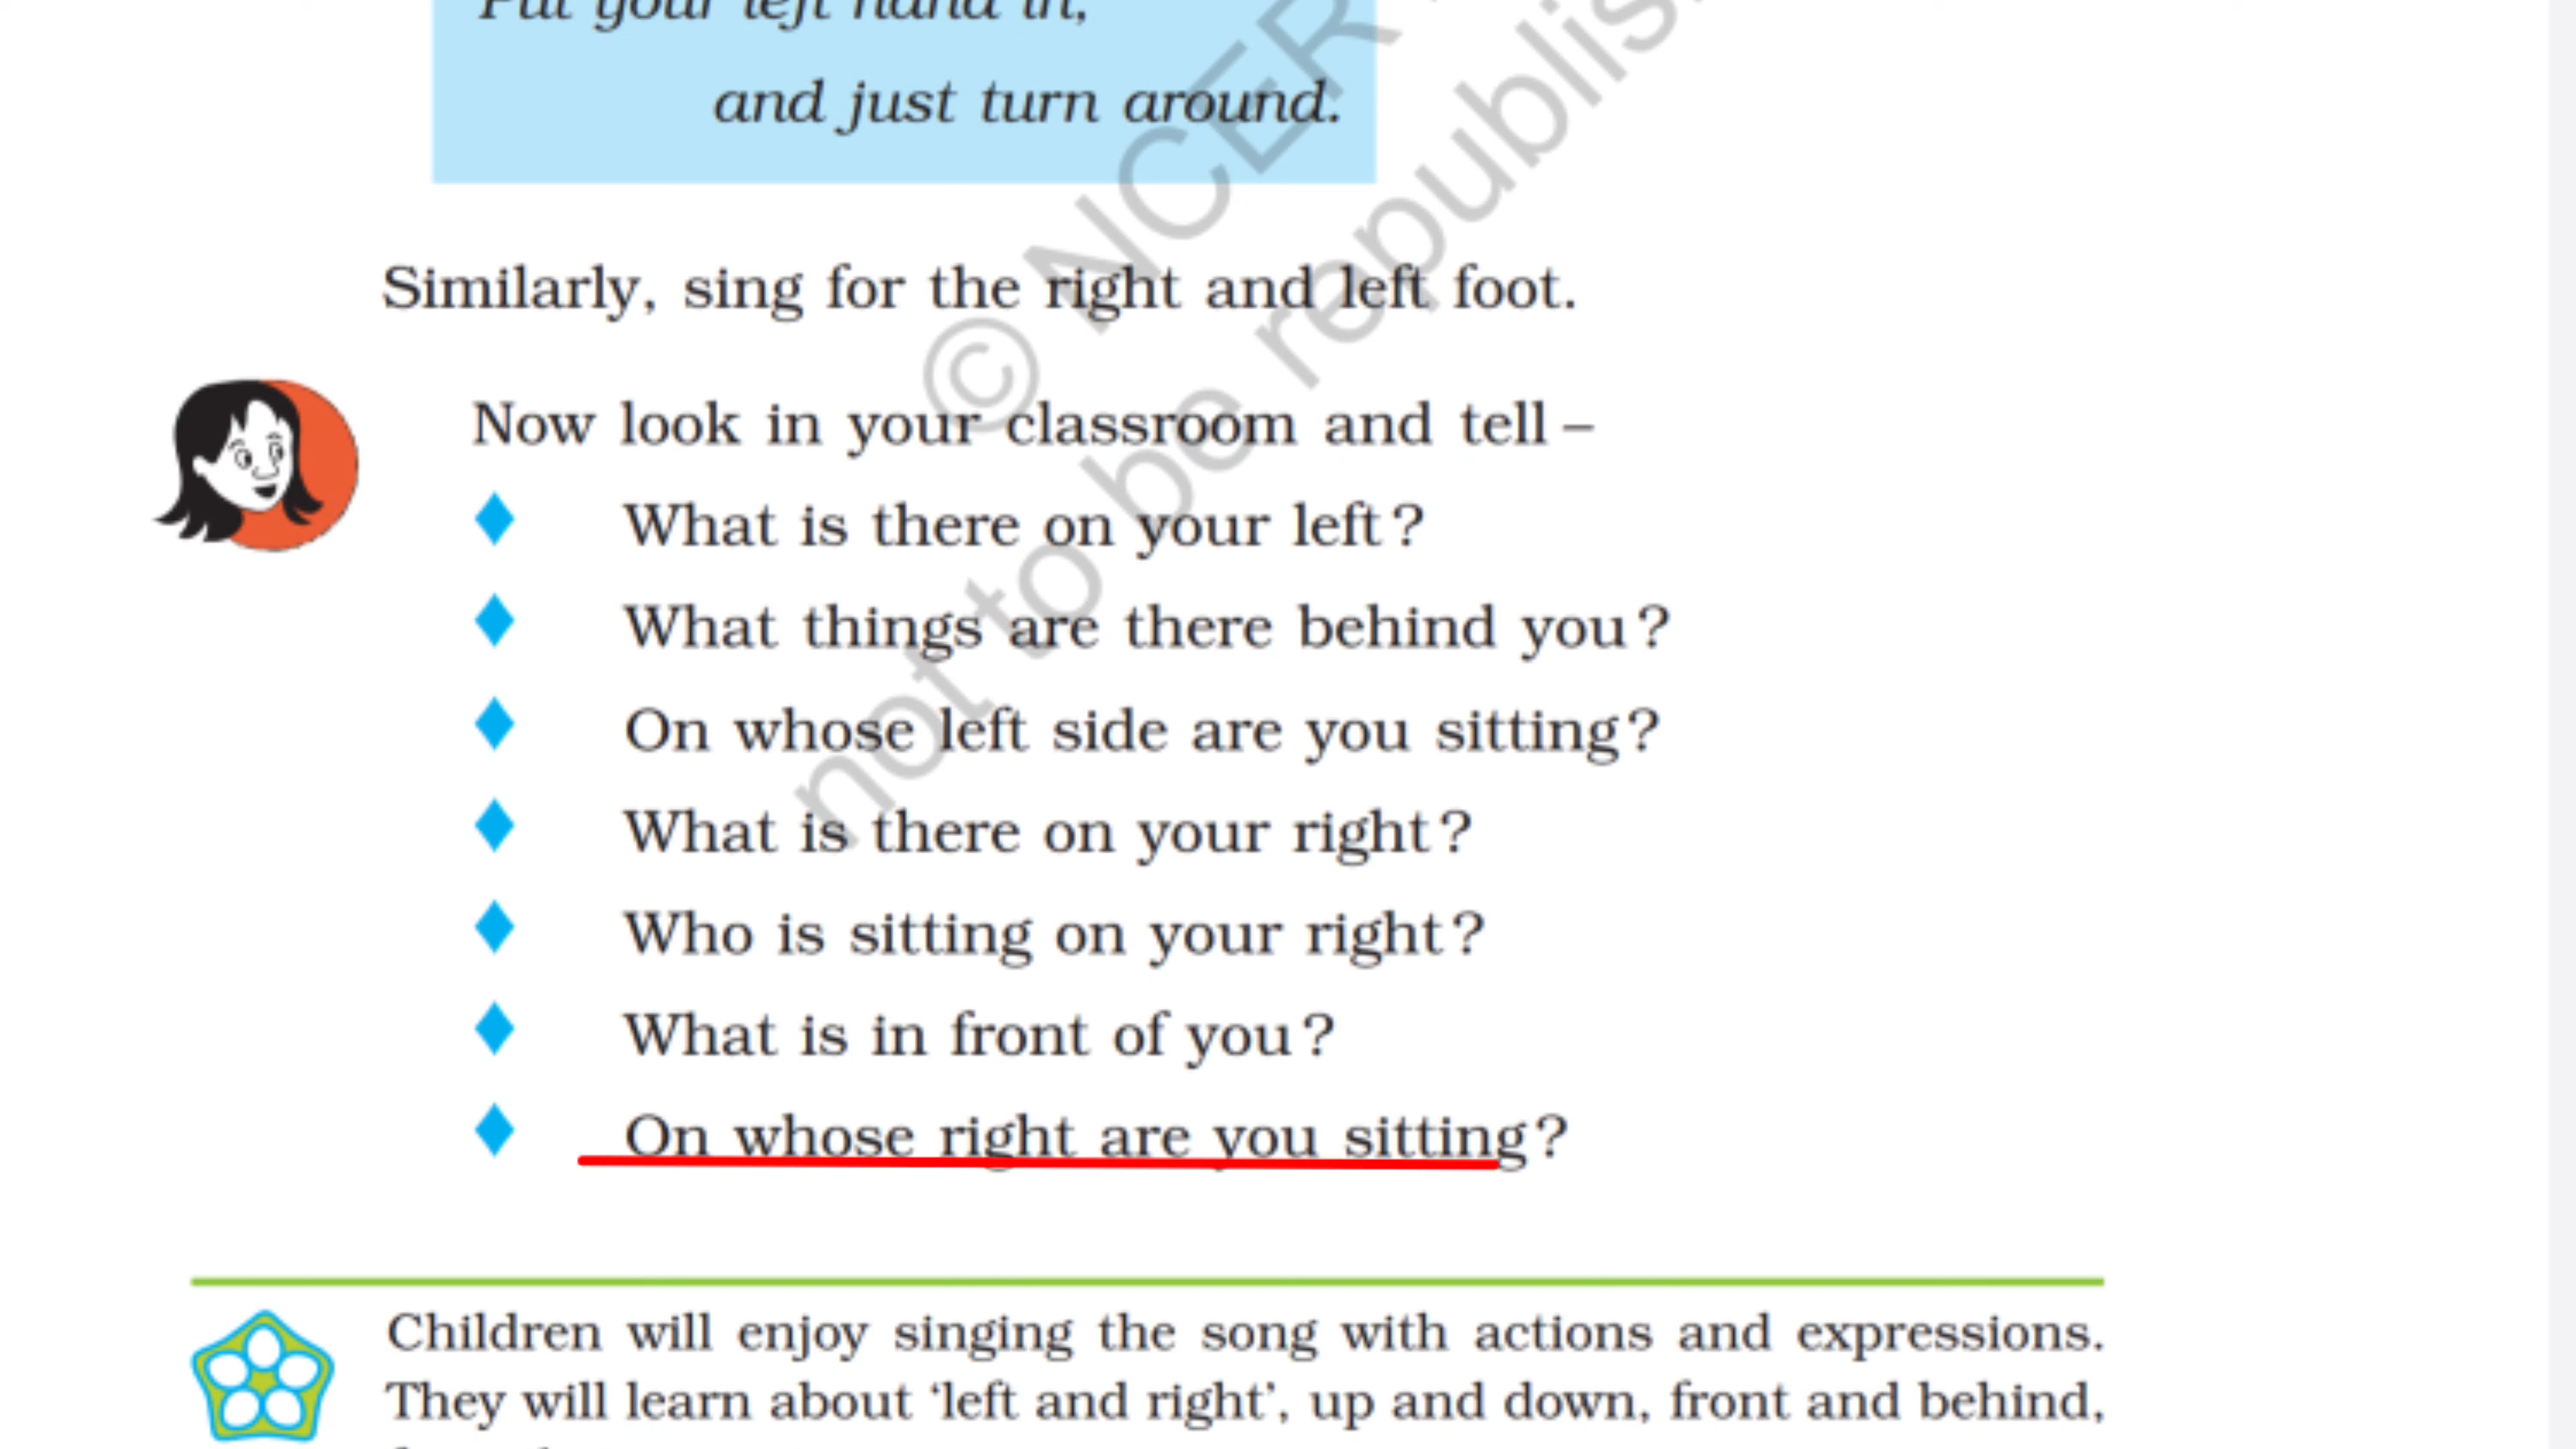 Put your left hand in,
and just turn around.
Similarly, sing for the right and left foot.
Now look in your classroom and tell –
What is there on your left?
What things are there behind you?
On whose left side are you sitting?
What is there on your right?
Who is sitting on your right?
What is in front of you?
On whose right are you sitting?
Children will enjoy singing the song with actions and expressions.
They will learn about ‘left and right’, up and down, front and behind,
© NCER
not to be republis